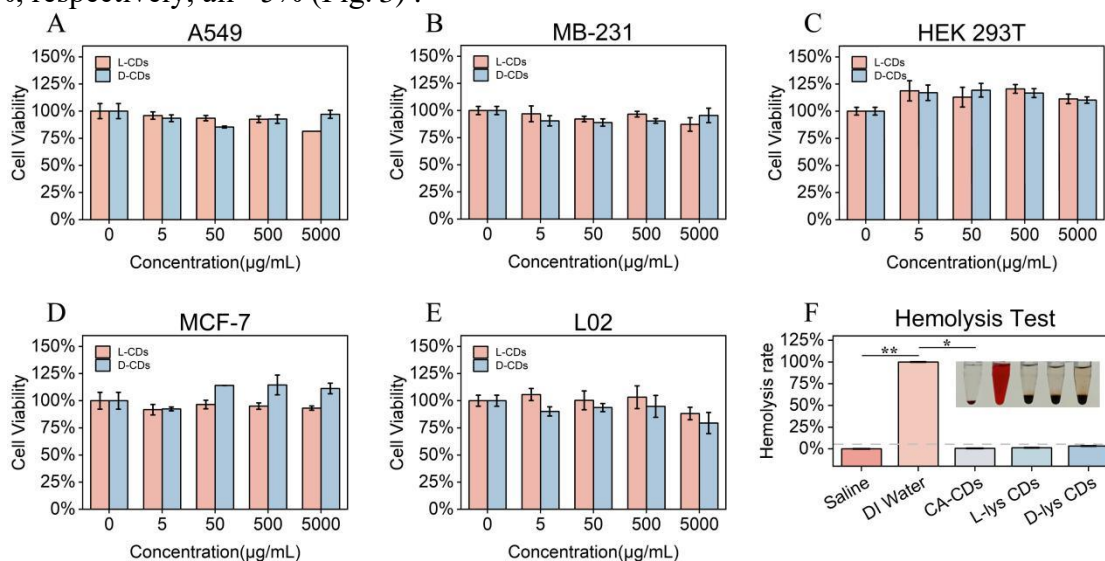 %, respectively, all <5% (Fig. 3) .
A
A549
150%
125%
100%
75%
50%
25%
0%
Cell Viability
L-CDs
D-CDs
0 5 50 500 5000
Concentration(µg/mL)
B
MB-231
150%
125%
100%
75%
50%
25%
0%
Cell Viability
L-CDs
D-CDs
0 5 50 500 5000
Concentration(µg/mL)
C
HEK 293T
150%
125%
100%
75%
50%
25%
0%
Cell Viability
L-CDs
D-CDs
0 5 50 500 5000
Concentration(µg/mL)
D
MCF-7
150%
125%
100%
75%
50%
25%
0%
Cell Viability
L-CDs
D-CDs
0 5 50 500 5000
Concentration(µg/mL)
E
L02
150%
125%
100%
75%
50%
25%
0%
Cell Viability
L-CDs
D-CDs
0 5 50 500 5000
Concentration(µg/mL)
F
Hemolysis Test
125%
100%
50%
25%
0%
Hemolysis rate
**
*
Saline
DI Water
CA-CDs
L-lys CDs
D-lys CDs